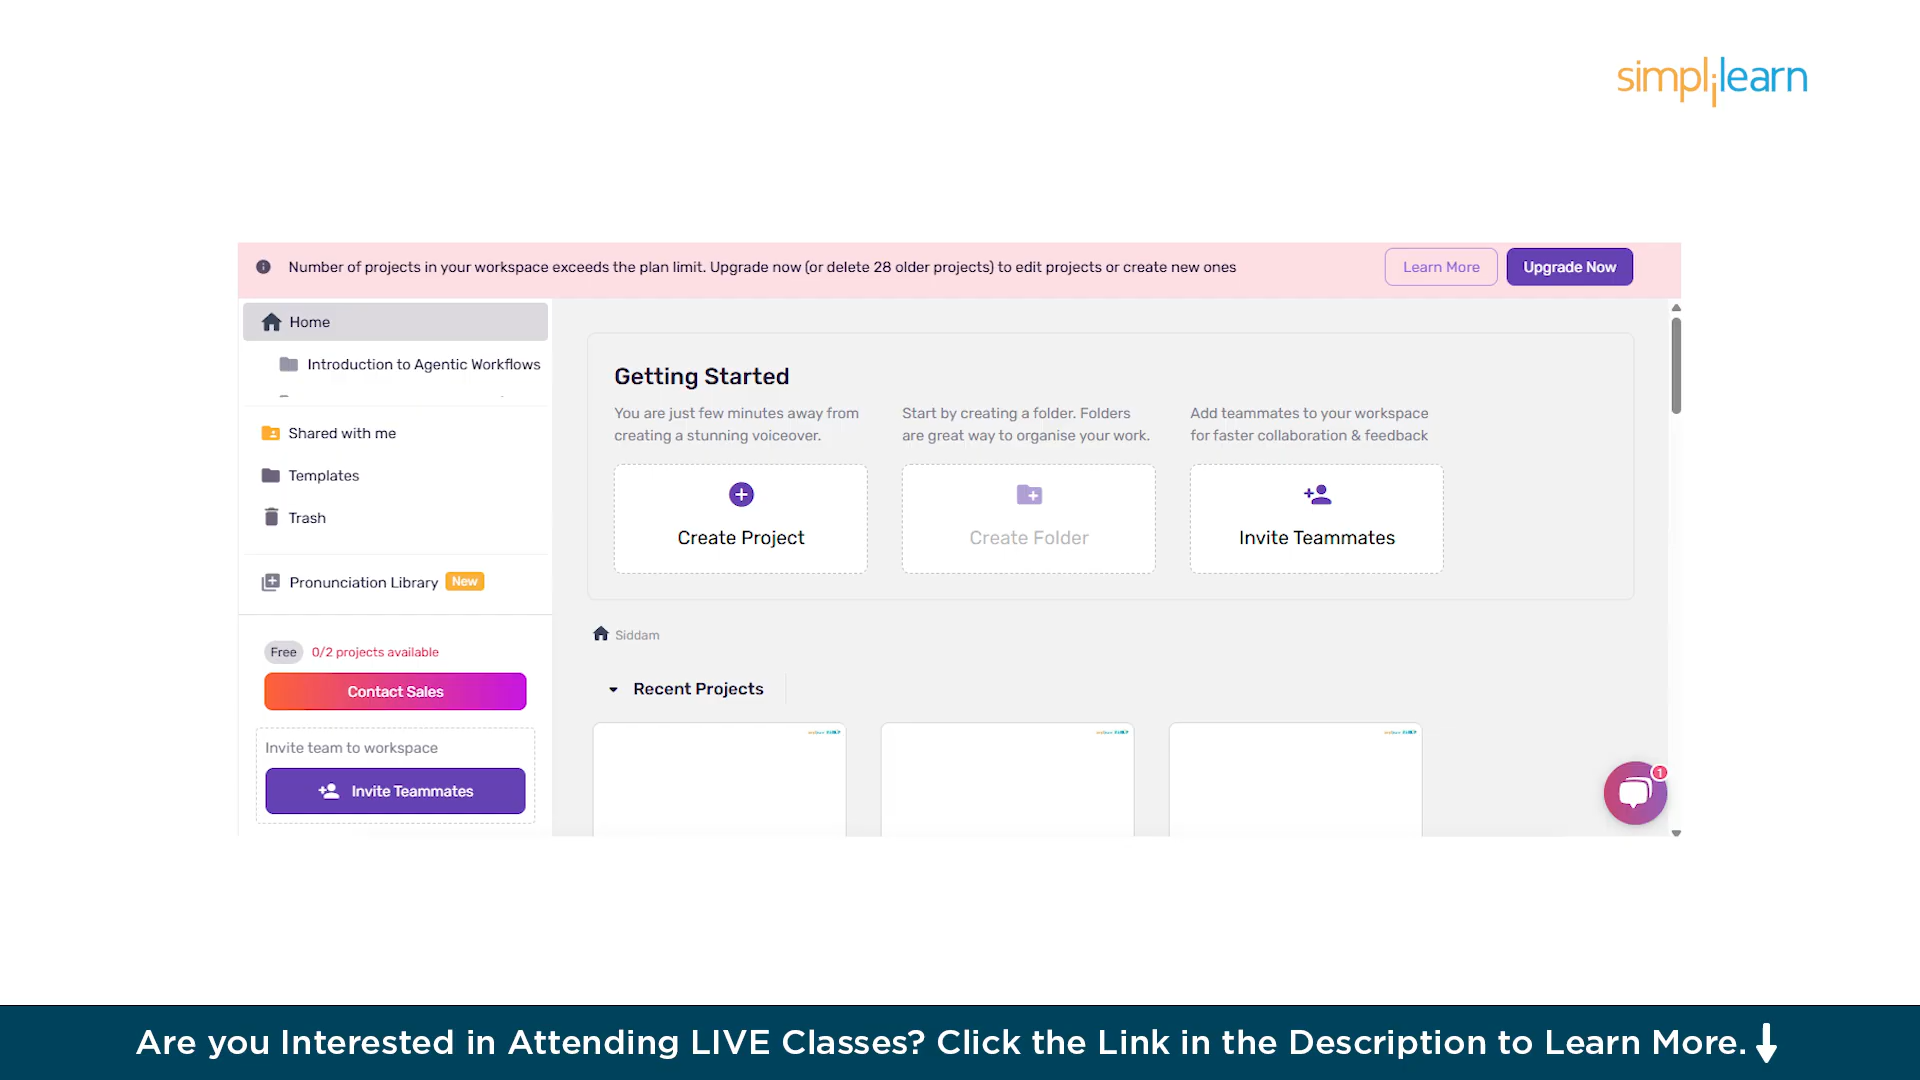 simplilearn
Number of projects in your workspace exceeds the plan limit. Upgrade now (or delete 28 older projects) to edit projects or create new ones
Learn More
Upgrade Now
Home
Introduction to Agentic Workflows
Shared with me
Templates
Trash
Pronunciation Library New
Free 0/2 projects available
Contact Sales
Invite team to workspace
Invite Teammates
Getting Started
You are just few minutes away from
creating a stunning voiceover.
Create Project
Start by creating a folder. Folders
are great way to organise your work.
Create Folder
Add teammates to your workspace
for faster collaboration & feedback
Invite Teammates
Siddam
Recent Projects
1
Are you Interested in Attending LIVE Classes? Click the Link in the Description to Learn More.